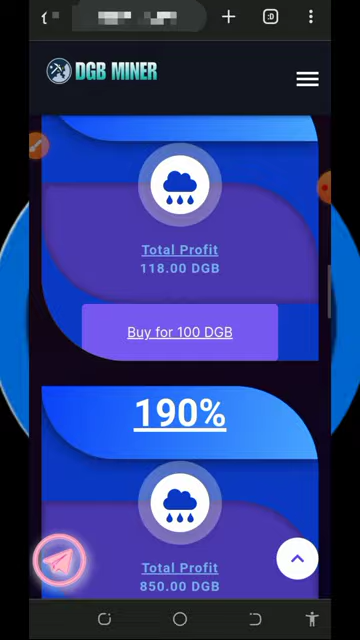 :D
DGB MINER
Total Profit
118.00 DGB
Buy for 100 DGB
190%
Total Profit
850.00 DGB